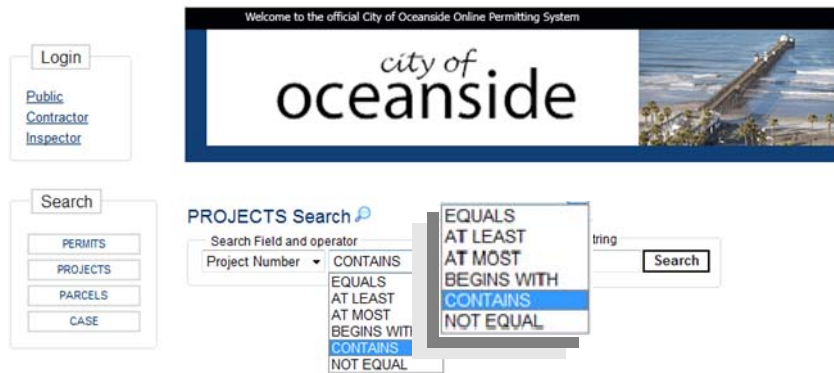 Welcome to the official City of Oceanside Online Permitting System
Login
Public
Contractor
Inspector
city of
oceanside
Search
PERMITS
PROJECTS
PARCELS
CASE
PROJECTS Search
Search Field and operator
Project Number
CONTAINS
Search
EQUALS
AT LEAST
AT MOST
BEGINS WITH
CONTAINS
NOT EQUAL
EQUALS
AT LEAST
AT MOST
BEGINS WITH
CONTAINS
NOT EQUAL